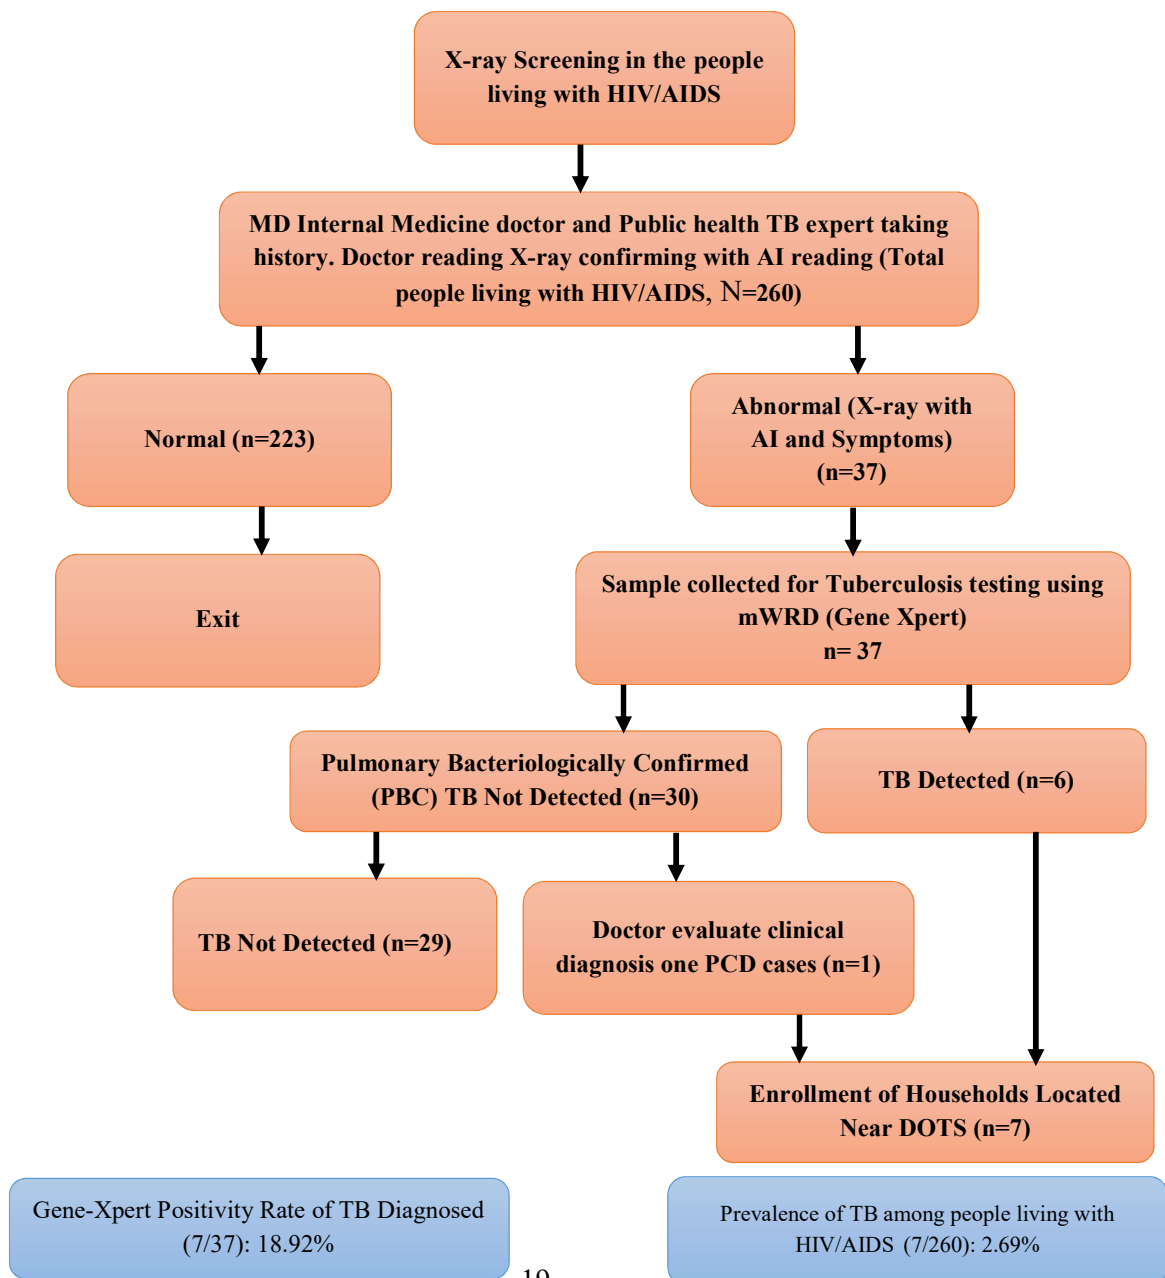 X-ray Screening in the people
living with HIV/AIDS
MD Internal Medicine doctor and Public health TB expert taking
history. Doctor reading X-ray confirming with AI reading (Total
people living with HIV/AIDS, N=260)
Normal (n=223)
Abnormal (X-ray with
AI and Symptoms)
(n=37)
Exit
Sample collected for Tuberculosis testing using
mWRD (Gene Xpert)
n= 37
Pulmonary Bacteriologically Confirmed
(PBC) TB Not Detected (n=30)
TB Detected (n=6)
TB Not Detected (n=29)
Doctor evaluate clinical
diagnosis one PCD cases (n=1)
Enrollment of Households Located
Near DOTS (n=7)
Gene-Xpert Positivity Rate of TB Diagnosed
(7/37): 18.92%
Prevalence of TB among people living with
HIV/AIDS (7/260): 2.69%
19